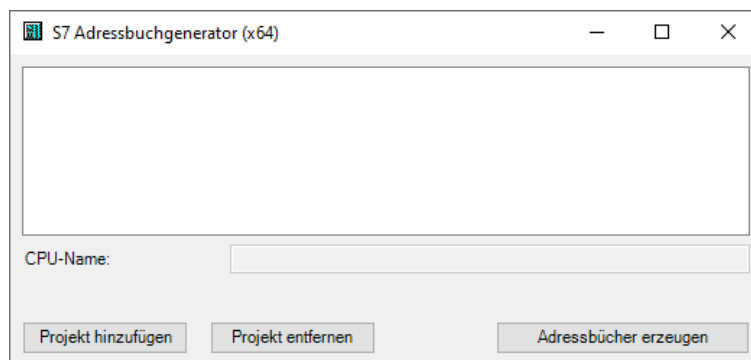 S7 Adressbuchgenerator (x64)
CPU-Name:
Projekt hinzufügen Projekt entfernen Adressbücher erzeugen